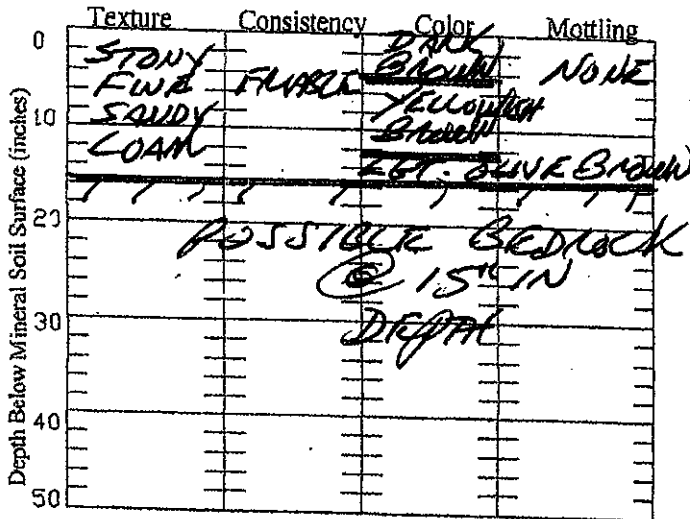 Texture Consistency Color Mottling
Depth Below Mineral Soil Surface (inches)
0
10
20
30
40
50
STONY
FINE
SANDY
LOAM
FRIABLE
DARK
BROWN
YELLOWISH
BROWN
LGT. OLIVE BROWN
NONE
POSSIBLE BEDROCK
@ 15" IN
DEPTH